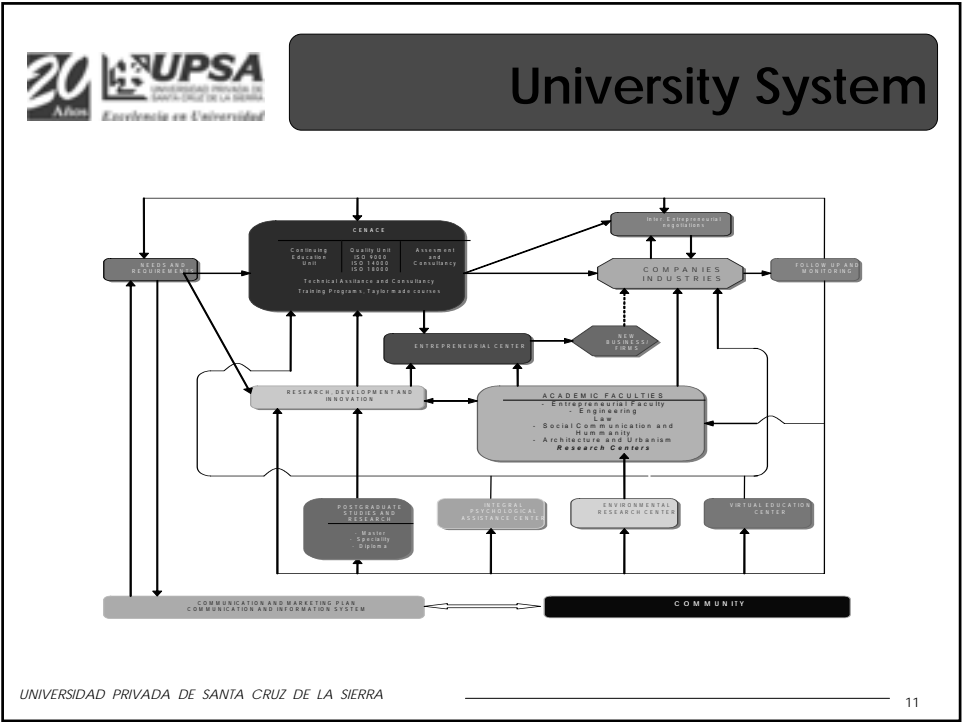 20
Años
UPSA
UNIVERSIDAD PRIVADA DE
SANTA CRUZ DE LA SIERRA
Excelencia en Universidad
University System
CENACE
Continuing
Education
Unit
Quality Unit
ISO 9000
ISO 14000
ISO 18000
Assesment
and
Consultancy
Technical Assitance and Consultancy
Training Programs, Taylor made courses
Inter. Entrepreneurial
negotiations
NEEDS AND
REQUIREMENTS
COMPANIES
INDUSTRIES
FOLLOW UP AND
MONITORING
ENTREPRENEURIAL CENTER
NEW
BUSINESS/
FIRMS
RESEARCH, DEVELOPMENT AND
INNOVATION
ACADEMIC FACULTIES
- Entrepreneurial Faculty
- Engineering
Law
- Social Communication and
Hummanity
- Architecture and Urbanism
Research Centers
POSTGRADUATE
STUDIES AND
RESEARCH
- Master
- Speciality
- Diploma
INTEGRAL
PSYCHOLOGICAL
ASSISTANCE CENTER
ENVIRONMENTAL
RESEARCH CENTER
VIRTUAL EDUCATION
CENTER
COMMUNICATION AND MARKETING PLAN
COMMUNICATION AND INFORMATION SYSTEM
COMMUNITY
UNIVERSIDAD PRIVADA DE SANTA CRUZ DE LA SIERRA
11